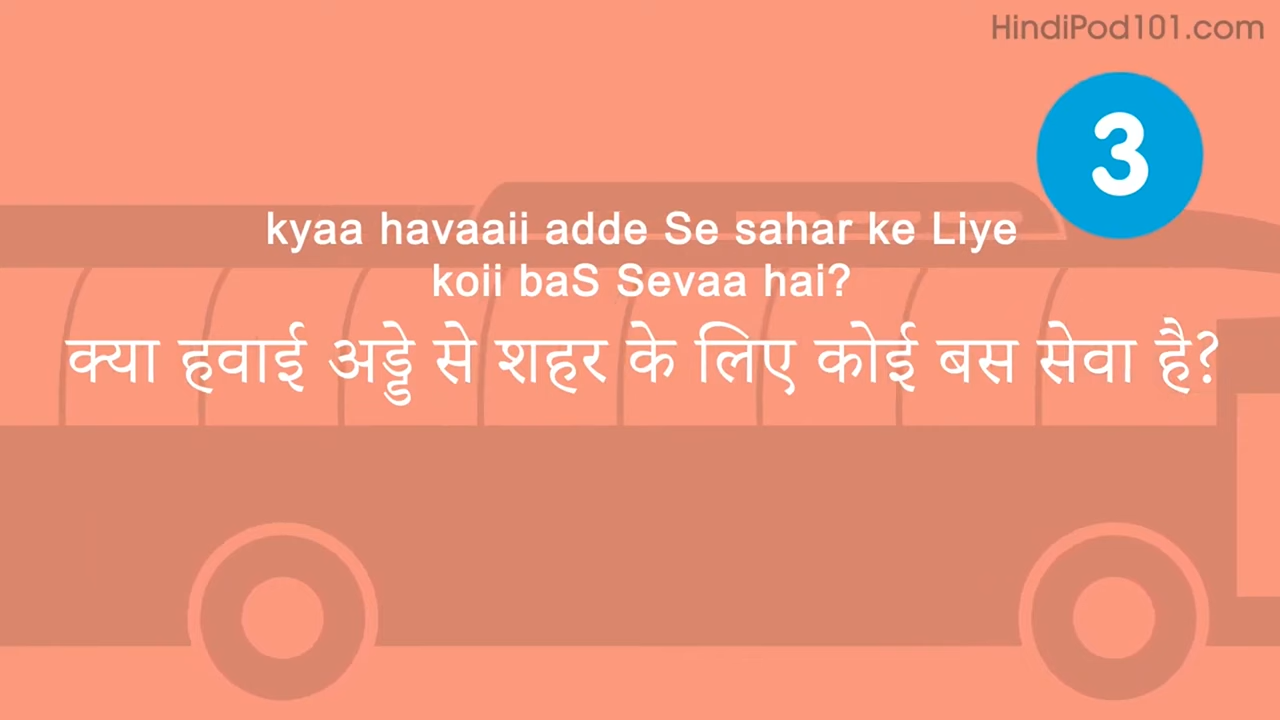 HindiPod101.com
3
kyaa havaaii adde Se sahar ke Liye
koii baS Sevaa hai?
क्या हवाई अड्डे से शहर के लिए कोई बस सेवा है?